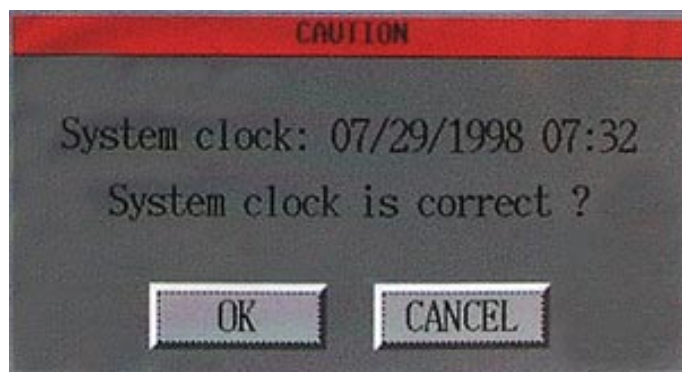 CAUTION
System clock: 07/29/1998 07:32
System clock is correct ?
OK
CANCEL